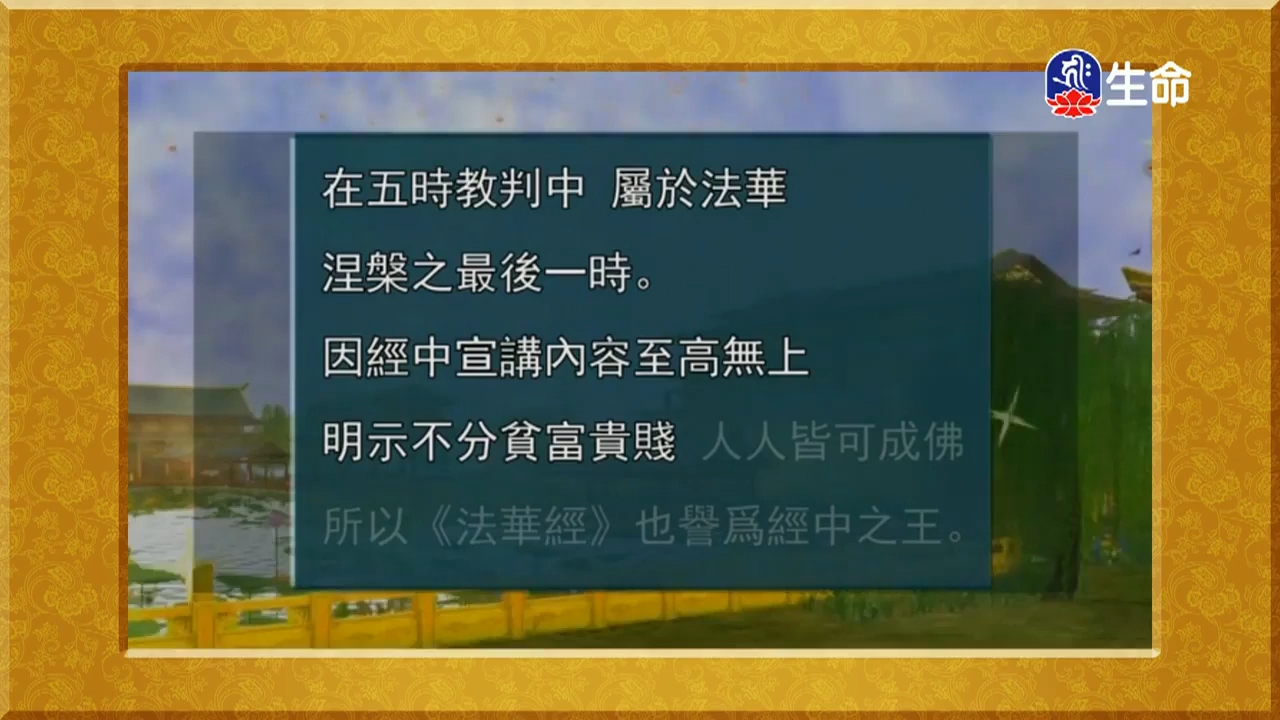 生命
在五時教判中 屬於法華
涅槃之最後一時。
因經中宣講內容至高無上
明示不分貧富貴賤 人人皆可成佛
所以《法華經》也譽爲經中之王。